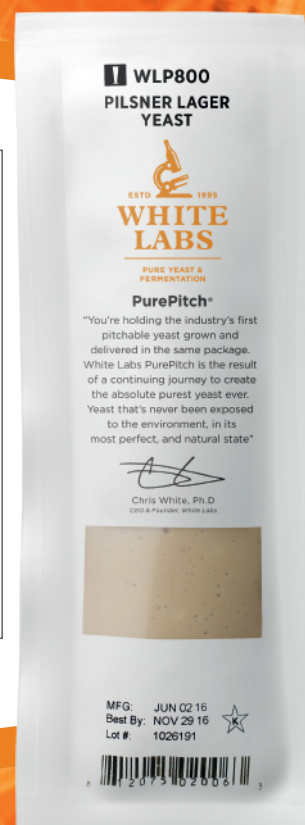 WLP800
PILSNER LAGER
YEAST
ESTD 1995
WHITE
LABS
PURE YEAST &
FERMENTATION
PurePitch®
"You're holding the industry's first
pitchable yeast grown and
delivered in the same package.
White Labs PurePitch is the result
of a continuing journey to create
the absolute purest yeast ever.
Yeast that's never been exposed
to the environment, in its
most perfect, and natural state"
Chris White, Ph.D
CEO & Founder, White Labs
MFG: JUN 02 16
Best By: NOV 29 16
K
Lot #: 1026191